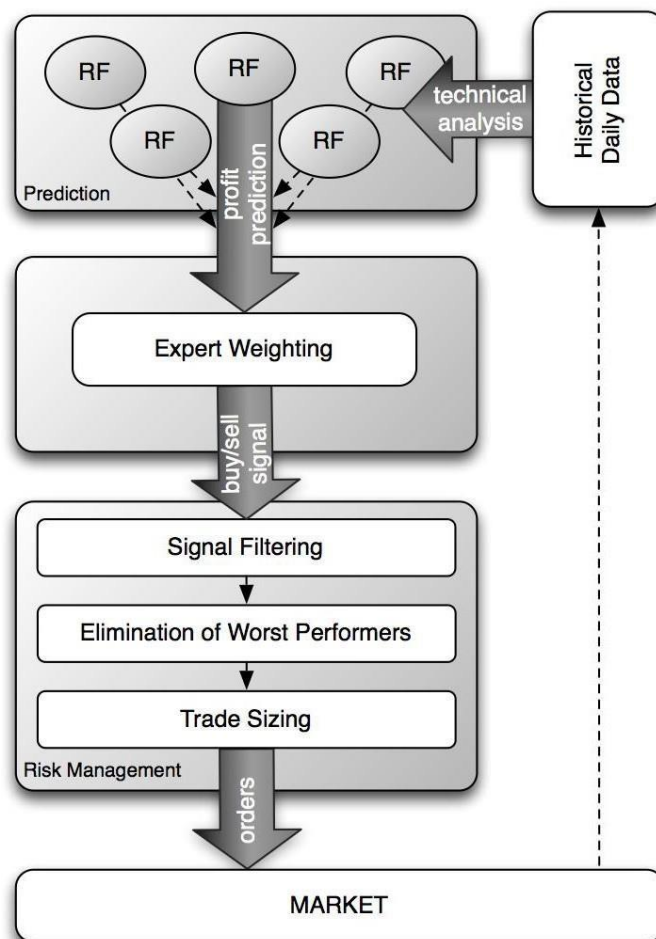 RF
RF
RF
RF
RF
Prediction
profit
prediction
technical
analysis
Historical
Daily Data
Expert Weighting
buy/sell
signal
Signal Filtering
Elimination of Worst Performers
Trade Sizing
Risk Management
orders
MARKET